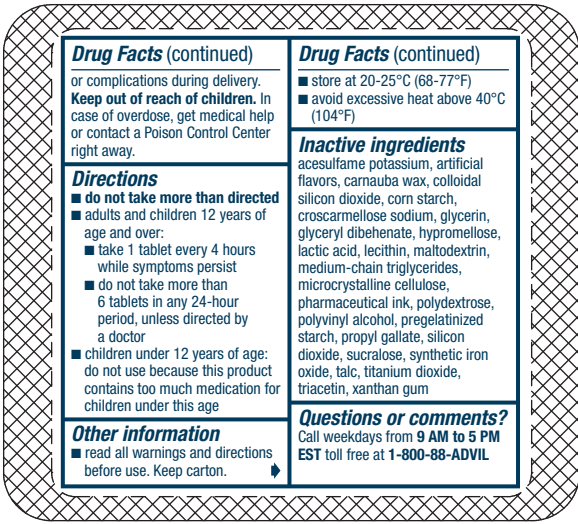 Drug Facts (continued)
or complications during delivery.
Keep out of reach of children. In
case of overdose, get medical help
or contact a Poison Control Center
right away.
Directions
■ do not take more than directed
■ adults and children 12 years of
age and over:
■ take 1 tablet every 4 hours
while symptoms persist
■ do not take more than
6 tablets in any 24-hour
period, unless directed by
a doctor
■ children under 12 years of age:
do not use because this product
contains too much medication for
children under this age
Other information
■ read all warnings and directions
before use. Keep carton.
Drug Facts (continued)
■ store at 20-25°C (68-77°F)
■ avoid excessive heat above 40°C
(104°F)
Inactive ingredients
acesulfame potassium, artificial
flavors, carnauba wax, colloidal
silicon dioxide, corn starch,
croscarmellose sodium, glycerin,
glyceryl dibehenate, hypromellose,
lactic acid, lecithin, maltodextrin,
medium-chain triglycerides,
microcrystalline cellulose,
pharmaceutical ink, polydextrose,
polyvinyl alcohol, pregelatinized
starch, propyl gallate, silicon
dioxide, sucralose, synthetic iron
oxide, talc, titanium dioxide,
triacetin, xanthan gum
Questions or comments?
Call weekdays from 9 AM to 5 PM
EST toll free at 1-800-88-ADVIL